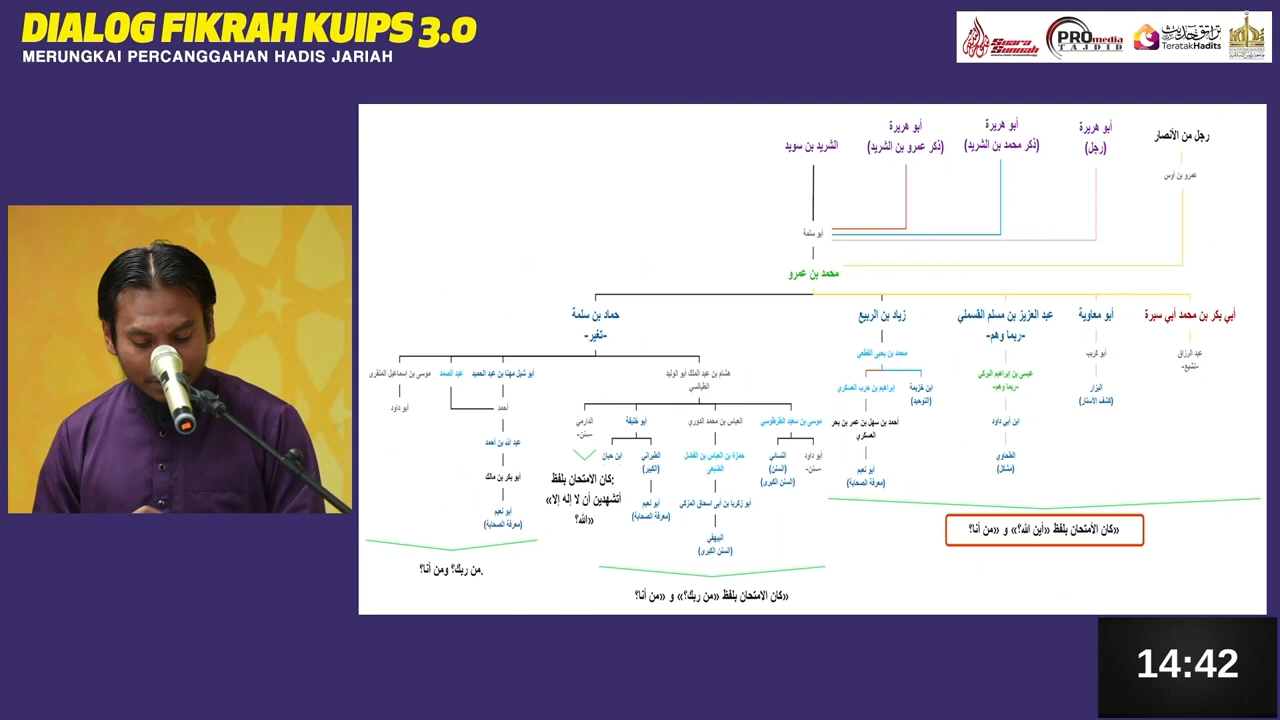 DIALOG FIKRAH KUIPS 3.0
MERUNGKAI PERCANGGAHAN HADIS JARIAH
Suara Sunnah
PROmedia
TAJDID
TeratakHadits
رجل من الأنصار
أبو هريرة
(رجل)
أبو هريرة
(ذكر محمد بن الشريد)
أبو هريرة
(ذكر عمرو بن الشريد)
الشريد بن سويد
عمرو بن أوس
أبو سلمة
محمد بن عمرو
أبي بكر بن محمد أبي سبرة
أبو معاوية
عبد العزيز بن مسلم القسملي
-ربما وهم-
زياد بن الربيع
حماد بن سلمة
-تغير-
عبد الرزاق
-تشيع-
أبو كريب
البزار
(كشف الأستار)
عيسى بن إبراهيم البركي
-ربما وهم-
ابن أبي داود
الطحاوي
(مشكل)
محمد بن يحيى القطعي
ابن خزيمة
(التوحيد)
إبراهيم بن حرب العسكري
أحمد بن سهل بن عمر بن بحر
العسكري
أبو نعيم
(معرفة الصحابة)
هشام بن عبد الملك أبو الوليد
الطيالسي
أبو شبل مهنا بن عبد الحميد
عبد الصمد
موسى بن إسماعيل المنقرى
أحمد
أبو داود
عبد الله بن أحمد
أبو بكر بن مالك
أبو نعيم
(معرفة الصحابة)
موسى بن سعيد الطرطوسي
العباس بن محمد الدوري
أبو خليفة
الدارمي
-سنن-
أبو داود
-سنن-
النسائي
(السنن)
(السنن الكبرى)
حمزة بن العباس بن الفضل
الطبراني
(الكبير)
ابن حبان
أبو نعيم
(معرفة الصحابة)
أبو زكريا بن أبي اسحاق المزكي
البيهقي
(السنن الكبرى)
كان الامتحان بلفظ:
«أتشهدين أن لا إله إلا
الله؟»
«كان الأمتحان بلفظ «أين الله؟» و «من أنا؟
من ربك؟ ومن أنا؟.
«كان الامتحان بلفظ «من ربك؟» و «من أنا؟
14:42